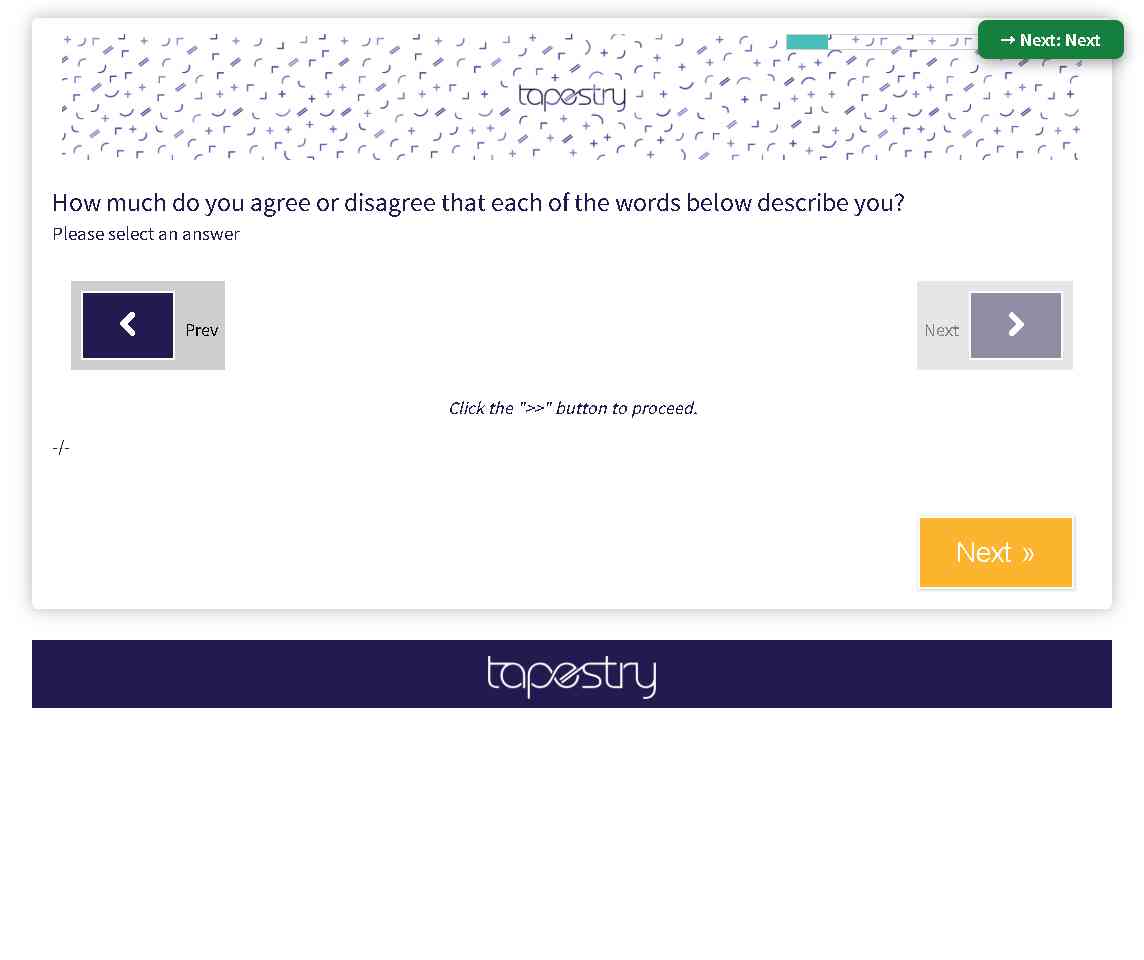 → Next: Next
tapestry
How much do you agree or disagree that each of the words below describe you?
Please select an answer
Prev
Next
Click the ">>" button to proceed.
-/-
Next »
tapestry